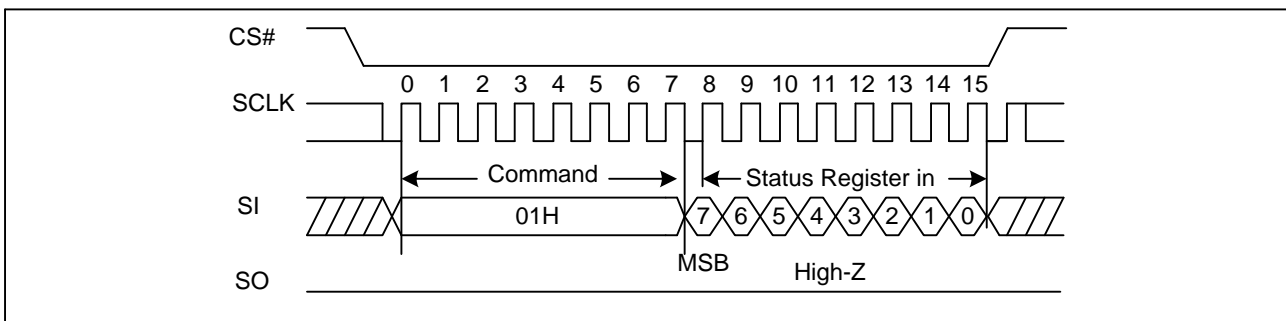 CS#
0 1 2 3 4 5 6 7 8 9 10 11 12 13 14 15
SCLK
Command Status Register in
SI 01H 7 6 5 4 3 2 1 0
MSB High-Z
SO